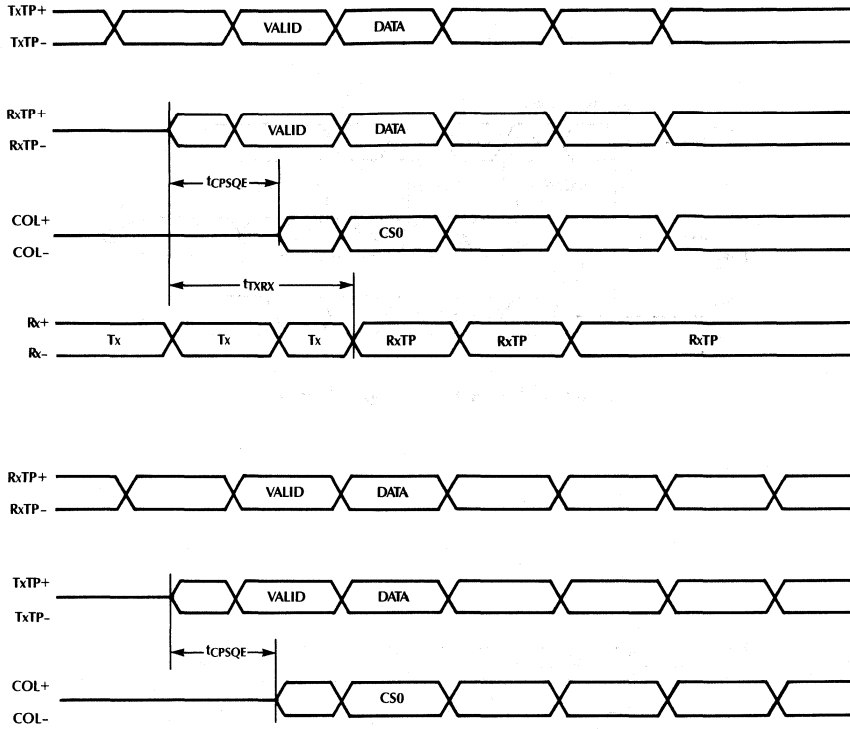 TxTP+
TxTP–
VALID DATA
RxTP+
RxTP–
VALID DATA
tCPSQE
COL+
COL–
CS0
tTXRX
Rx+
Rx–
Tx Tx Tx RxTP RxTP RxTP
RxTP+
RxTP–
VALID DATA
TxTP+
TxTP–
VALID DATA
tCPSQE
COL+
COL–
CS0